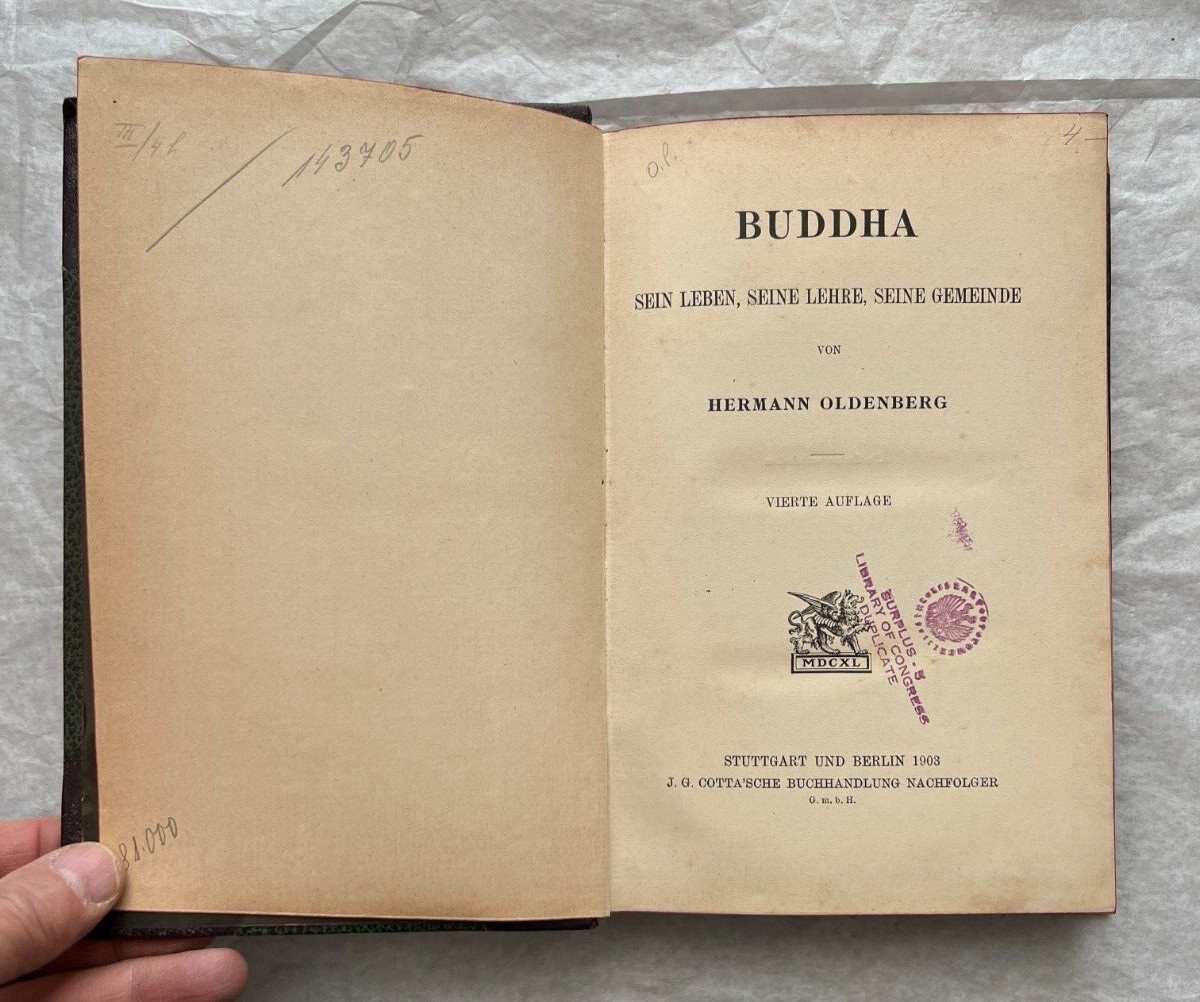 III/4h
143705
81.000
O.P.
4–
BUDDHA
SEIN LEBEN, SEINE LEHRE, SEINE GEMEINDE
VON
HERMANN OLDENBERG
VIERTE AUFLAGE
MDCXL
SURPLUS - 5
LIBRARY OF CONGRESS
DUPLICATE
STUTTGART UND BERLIN 1903
J. G. COTTA'SCHE BUCHHANDLUNG NACHFOLGER
G. m. b. H.